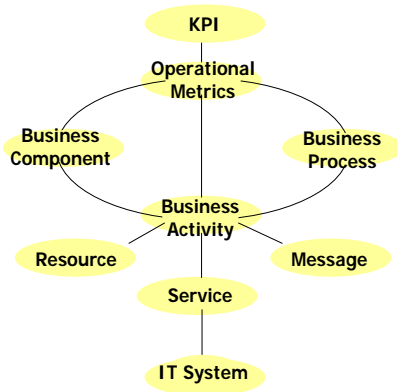 KPI
Operational
Metrics
Business
Component
Business
Process
Business
Activity
Resource
Message
Service
IT System